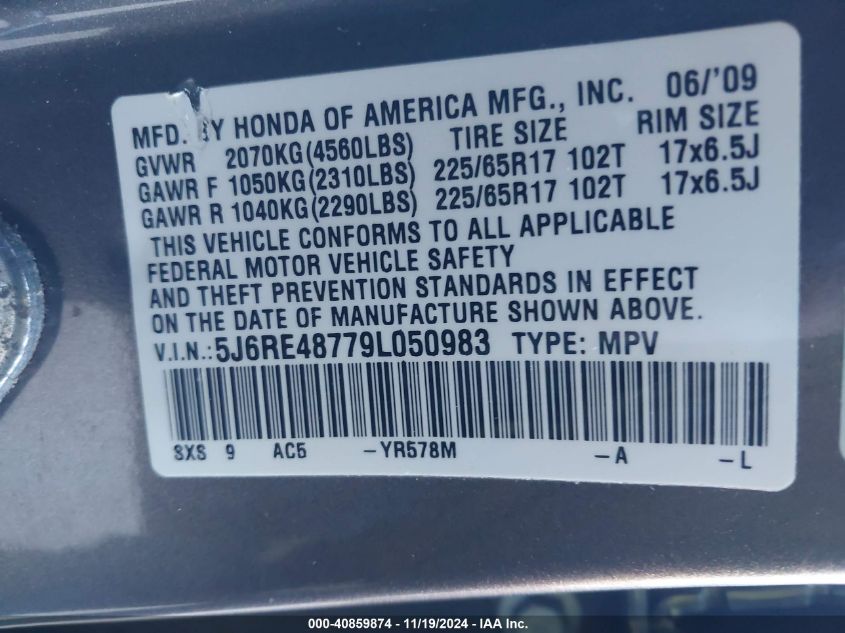 MFD. BY HONDA OF AMERICA MFG., INC. 06/'09
GVWR 2070KG(4560LBS) TIRE SIZE RIM SIZE
GAWR F 1050KG(2310LBS) 225/65R17 102T 17x6.5J
GAWR R 1040KG(2290LBS) 225/65R17 102T 17x6.5J
THIS VEHICLE CONFORMS TO ALL APPLICABLE
FEDERAL MOTOR VEHICLE SAFETY
AND THEFT PREVENTION STANDARDS IN EFFECT
ON THE DATE OF MANUFACTURE SHOWN ABOVE.
V.I.N.:5J6RE48779L050983 TYPE: MPV
SXS 9 AC5 -YR578M -A -L
000-40859874 - 11/19/2024 - IAA Inc.